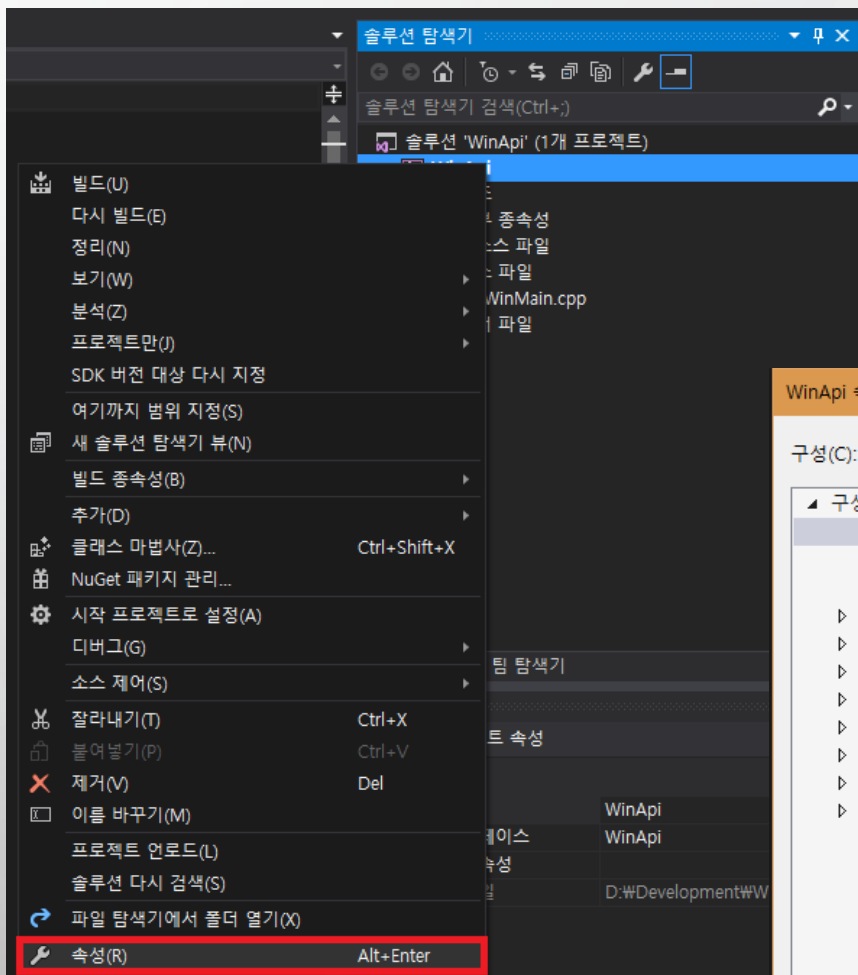 솔루션 탐색기
솔루션 탐색기 검색(Ctrl+;)
솔루션 'WinApi' (1개 프로젝트)
종속성
파일
파일
WinMain.cpp
파일
빌드(U)
다시 빌드(E)
정리(N)
보기(W)
분석(Z)
프로젝트만(J)
SDK 버전 대상 다시 지정
여기까지 범위 지정(S)
새 솔루션 탐색기 뷰(N)
빌드 종속성(B)
추가(D)
클래스 마법사(Z)... Ctrl+Shift+X
NuGet 패키지 관리...
시작 프로젝트로 설정(A)
디버그(G)
소스 제어(S)
잘라내기(T) Ctrl+X
붙여넣기(P) Ctrl+V
제거(V) Del
이름 바꾸기(M)
프로젝트 언로드(L)
솔루션 다시 검색(S)
파일 탐색기에서 폴더 열기(X)
속성(R) Alt+Enter
팀 탐색기
트 속성
WinApi
WinApi
D:₩Development₩W
WinApi
구성(C):